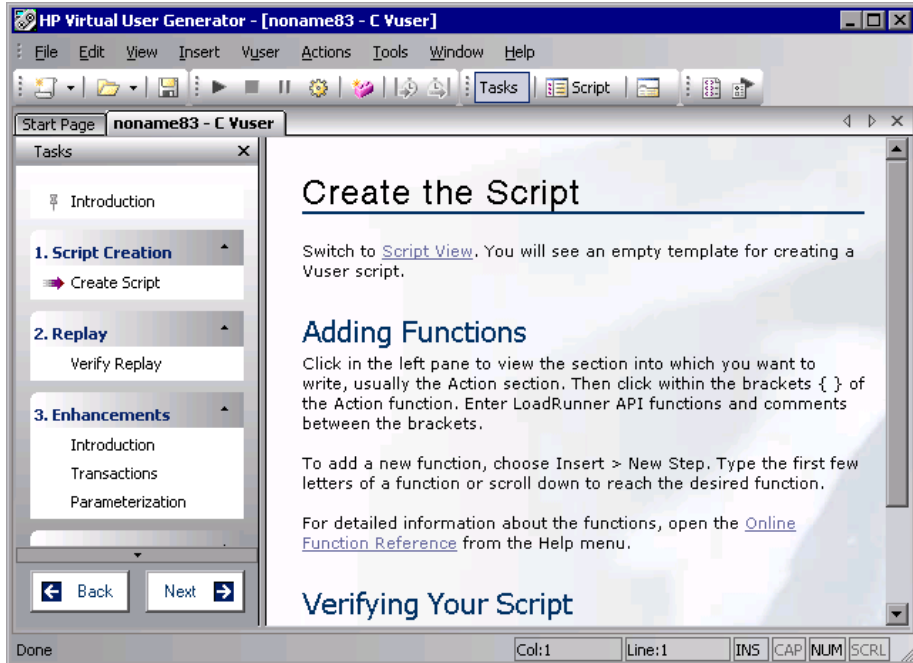 HP Virtual User Generator - [noname83 - C Vuser]
File Edit View Insert Vuser Actions Tools Window Help
Tasks Script
Start Page noname83 - C Vuser
Tasks
Introduction
1. Script Creation
Create Script
2. Replay
Verify Replay
3. Enhancements
Introduction
Transactions
Parameterization
Back Next
Create the Script
Switch to Script View. You will see an empty template for creating a
Vuser script.
Adding Functions
Click in the left pane to view the section into which you want to
write, usually the Action section. Then click within the brackets { } of
the Action function. Enter LoadRunner API functions and comments
between the brackets.
To add a new function, choose Insert > New Step. Type the first few
letters of a function or scroll down to reach the desired function.
For detailed information about the functions, open the Online
Function Reference from the Help menu.
Verifying Your Script
Done Col:1 Line:1 INS CAP NUM SCRL